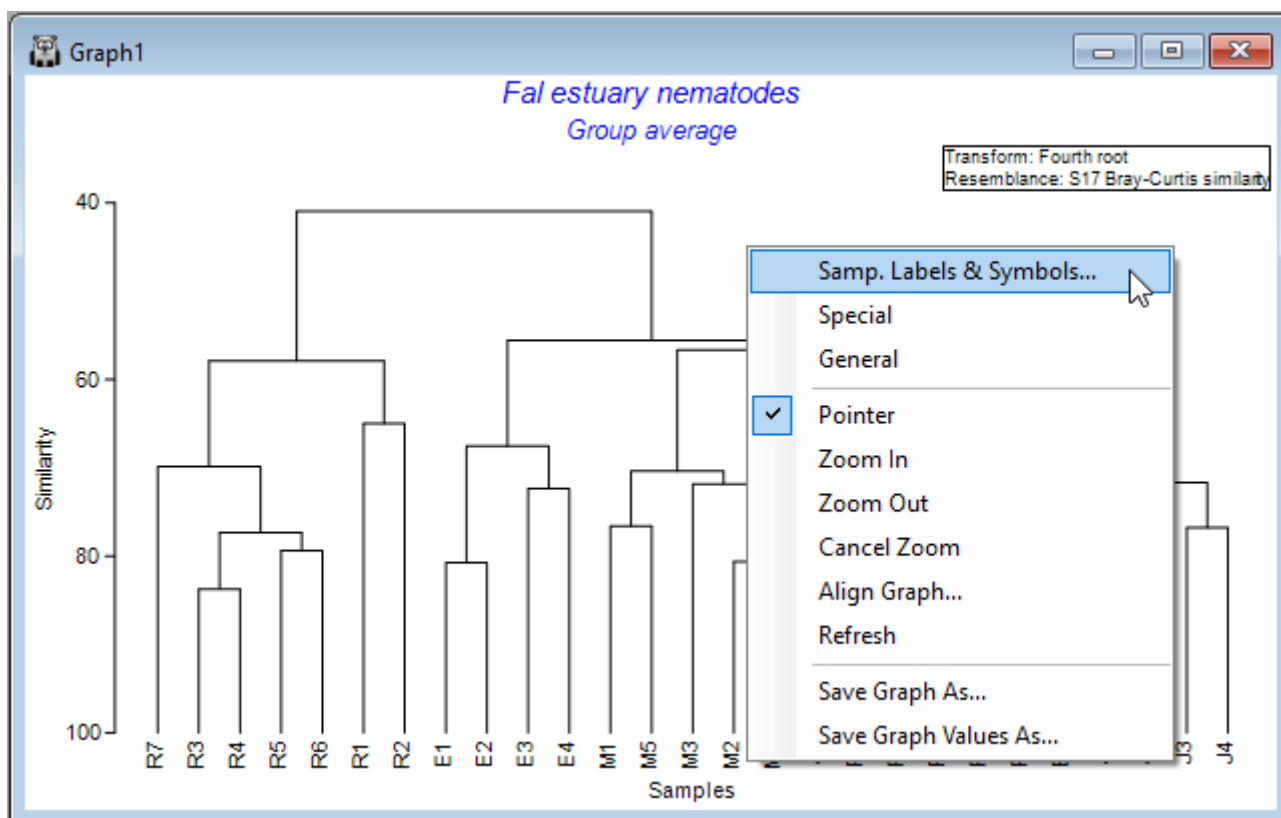 Graph1
Fal estuary nematodes
Group average
Transform: Fourth root
Resemblance: S17 Bray-Curtis similarity
40
60
80
100
Similarity
Samp. Labels & Symbols...
Special
General
Pointer
Zoom In
Zoom Out
Cancel Zoom
Align Graph...
Refresh
Save Graph As...
Save Graph Values As...
R7 R3 R4 R5 R6 R1 R2 E1 E2 E3 E4 M1 M5 M3 M2 J3 J4
Samples